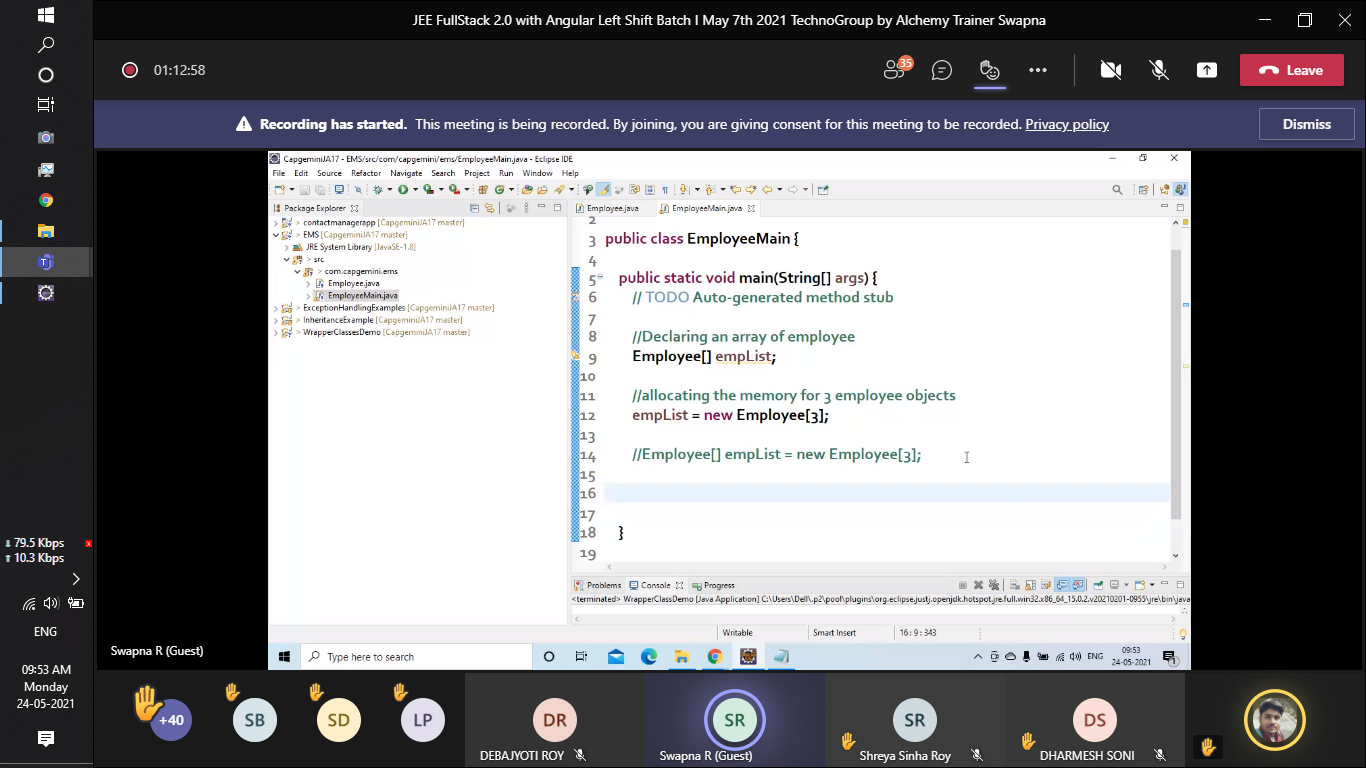 JEE FullStack 2.0 with Angular Left Shift Batch I May 7th 2021 TechnoGroup by Alchemy Trainer Swapna
01:12:58
35
Leave
Recording has started. This meeting is being recorded. By joining, you are giving consent for this meeting to be recorded. Privacy policy
Dismiss
CapgeminiJA17 - EMS/src/com/capgemini/ems/EmployeeMain.java - Eclipse IDE
File Edit Source Refactor Navigate Search Project Run Window Help
Package Explorer
Employee.java
EmployeeMain.java
> contactmanagerapp [CapgeminiJA17 master]
> EMS [CapgeminiJA17 master]
JRE System Library [JavaSE-1.8]
> src
> com.capgemini.ems
> Employee.java
> EmployeeMain.java
> ExceptionHandlingExamples [CapgeminiJA17 master]
> InheritanceExample [CapgeminiJA17 master]
> WrapperClassesDemo [CapgeminiJA17 master]
2
3 public class EmployeeMain {
4
5 public static void main(String[] args) {
6 // TODO Auto-generated method stub
7
8 //Declaring an array of employee
9 Employee[] empList;
10
11 //allocating the memory for 3 employee objects
12 empList = new Employee[3];
13
14 //Employee[] empList = new Employee[3];
15
16
17
18 }
19
Problems Console Progress
<terminated> WrapperClassDemo [Java Application] C:\Users\Dell\.p2\pool\plugins\org.eclipse.justj.openjdk.hotspot.jre.full.win32.x86_64_15.0.2.v20210201-0955\jre\bin\java
Writable
Smart Insert
16 : 9 : 343
Type here to search
ENG
09:53
24-05-2021
1
Swapna R (Guest)
79.5 Kbps
10.3 Kbps
ENG
09:53 AM
Monday
24-05-2021
+40
SB
SD
LP
DR
DEBAJYOTI ROY
SR
Swapna R (Guest)
SR
Shreya Sinha Roy
DS
DHARMESH SONI